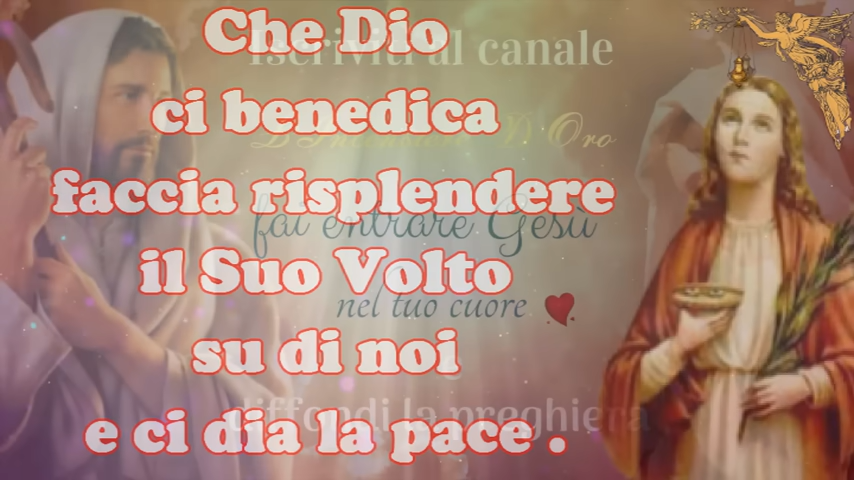 Che Dio
Iscriviti al canale
ci benedica
D'Oro
faccia risplendere
fai entrare Gesù
il Suo Volto
nel tuo cuore
su di noi
diffondi la preghiera
e ci dia la pace .